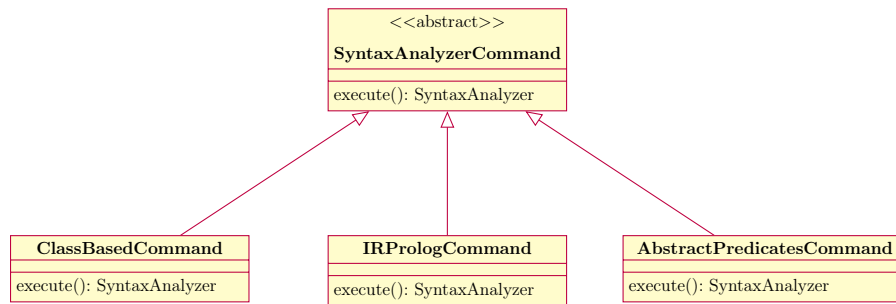 <<abstract>>
SyntaxAnalyzerCommand
execute(): SyntaxAnalyzer
ClassBasedCommand
execute(): SyntaxAnalyzer
IRPrologCommand
execute(): SyntaxAnalyzer
AbstractPredicatesCommand
execute(): SyntaxAnalyzer